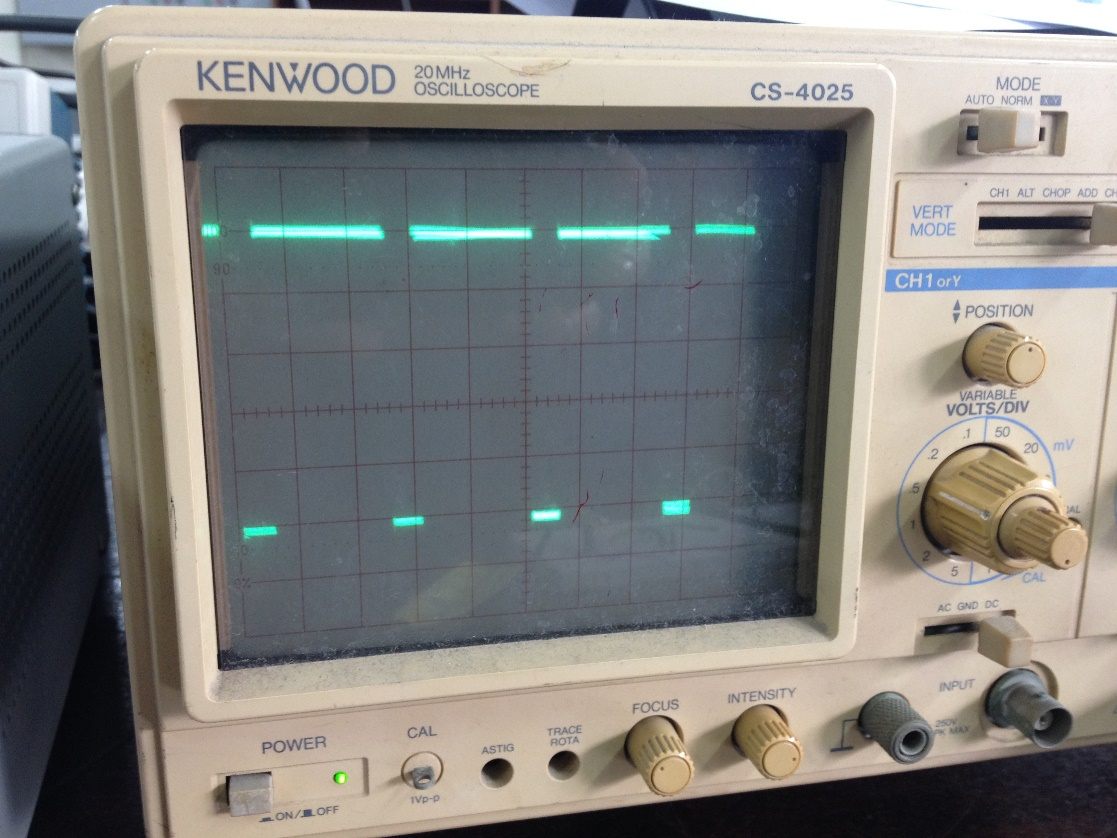 KENWOOD
20MHz
OSCILLOSCOPE
CS-4025
MODE
AUTO NORM X-Y
CH1 ALT CHOP ADD CH
VERT
MODE
CH1 or Y
POSITION
VARIABLE
VOLTS/DIV
.1 50
.2 20 mV
.5
1
2
5
CAL
AC GND DC
90
0
%
INPUT
250V
PK MAX
FOCUS
INTENSITY
TRACE
ROTA
ASTIG
CAL
1Vp-p
POWER
ON/ OFF